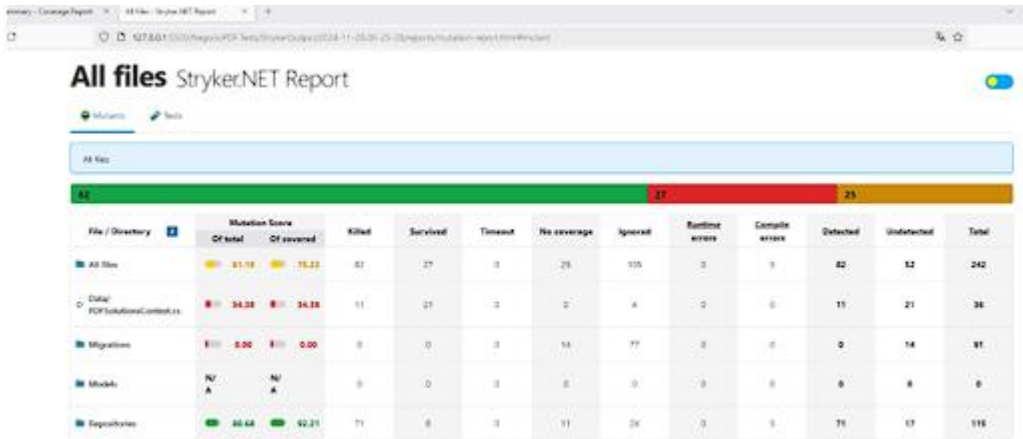 All files - Stryker.NET Report
All files Stryker.NET Report
Mutants Tests
All files
82 27 25
File / Directory Mutation Score Killed Survived Timeout No coverage Ignored Runtime errors Compile errors Detected Undetected Total
Of total Of covered
All files 61.19 75.23 82 27 0 25 82 52 242
Data/
PDFSolutionsContext.cs 34.38 34.38 11 21 0 0 4 0 0 11 21 36
Migrations 0.00 0.00 0 0 0 14 77 0 0 0 14 91
Models N/A N/A 0 0 0 0 0 0 0 0 0 0
Repositories 80.68 92.21 71 6 0 11 24 0 71 17 115